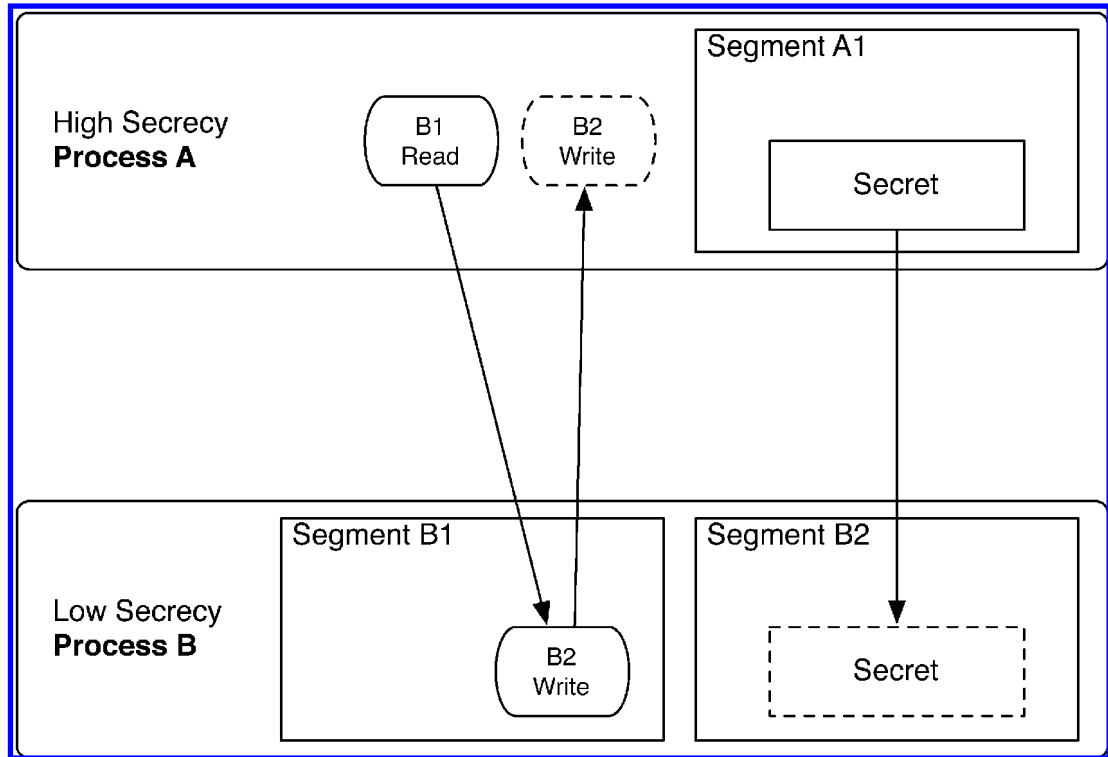 Segment A1
High Secrecy
Process A
B1
Read
B2
Write
Secret
Segment B1
Segment B2
Low Secrecy
Process B
B2
Write
Secret